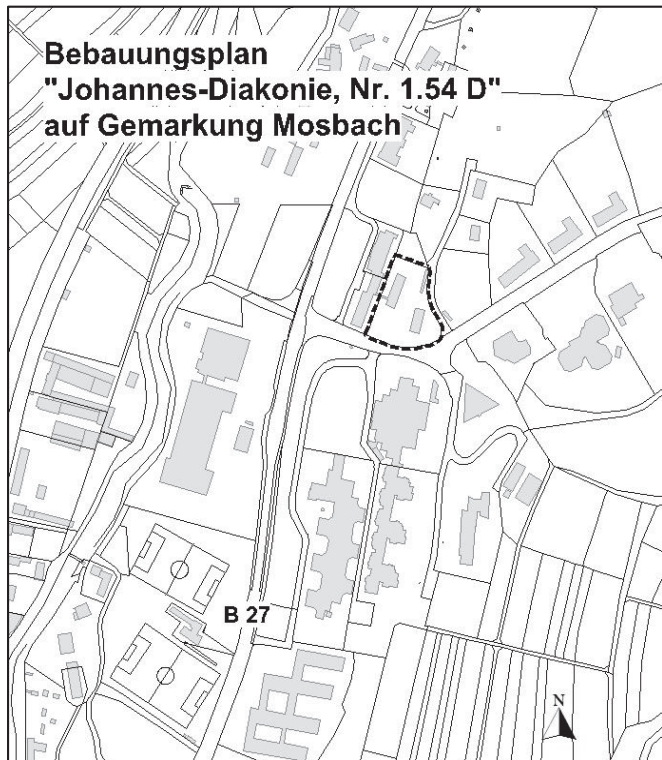 Bebauungsplan
"Johannes-Diakonie, Nr. 1.54 D"
auf Gemarkung Mosbach
B 27
N